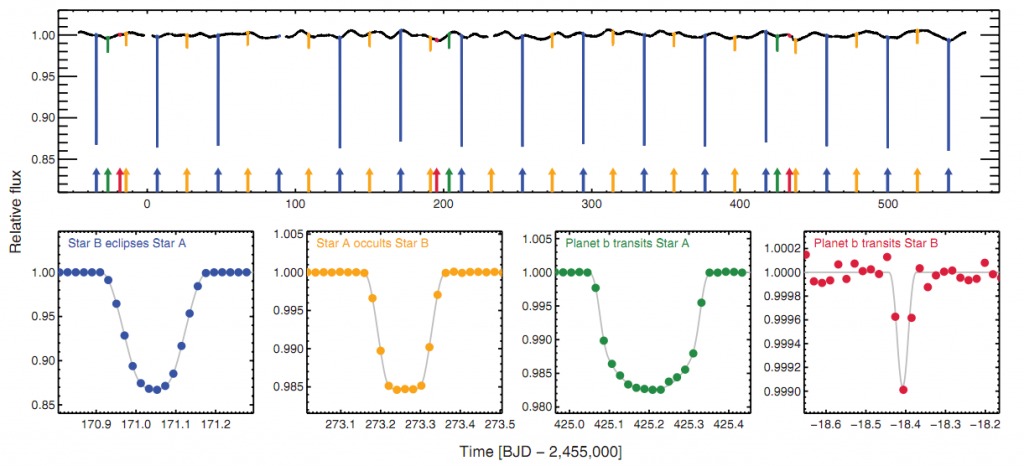 1.00
0.95
0.90
0.85
0 100 200 300 400 500
Relative flux
Star B eclipses Star A
1.00
0.95
0.90
0.85
170.9 171.0 171.1 171.2
Star A occults Star B
1.005
1.000
0.995
0.990
0.985
273.1 273.2 273.3 273.4 273.5
Planet b transits Star A
1.005
1.000
0.995
0.990
0.985
0.980
425.0 425.1 425.2 425.3 425.4
Planet b transits Star B
1.0002
1.0000
0.9998
0.9996
0.9994
0.9992
0.9990
−18.6 −18.5 −18.4 −18.3 −18.2
Time [BJD − 2,455,000]